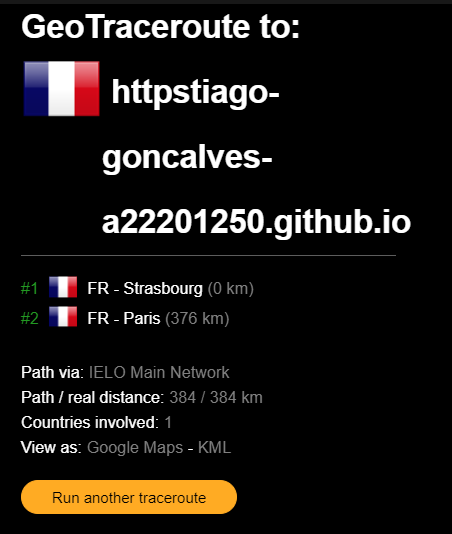 GeoTraceroute to:
httpstiago-
goncalves-
a22201250.github.io
#1 FR - Strasbourg (0 km)
#2 FR - Paris (376 km)
Path via: IELO Main Network
Path / real distance: 384 / 384 km
Countries involved: 1
View as: Google Maps - KML
Run another traceroute